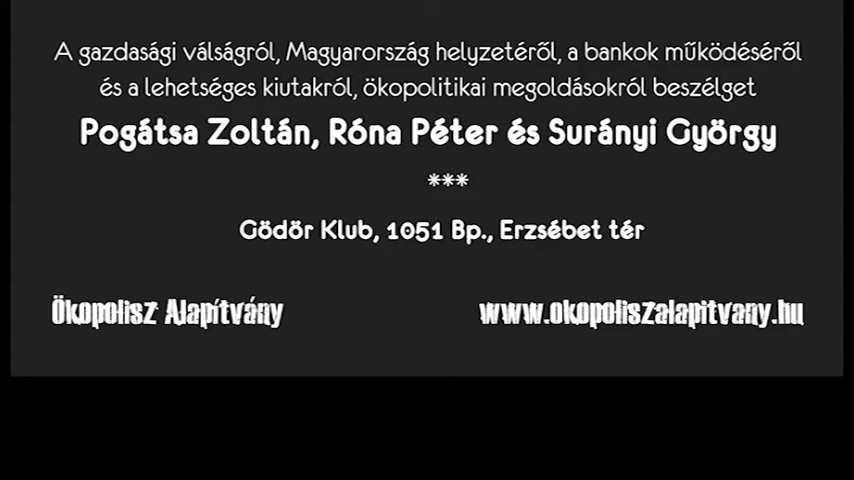 A gazdasági válságról, Magyarország helyzetéről, a bankok működéséről
és a lehetséges kiutakról, ökopolitikai megoldásokról beszélget
Pogátsa Zoltán, Róna Péter és Surányi György
***
Gödör Klub, 1051 Bp., Erzsébet tér
Ökopolisz Alapítvány
www.okopoliszalapitvany.hu